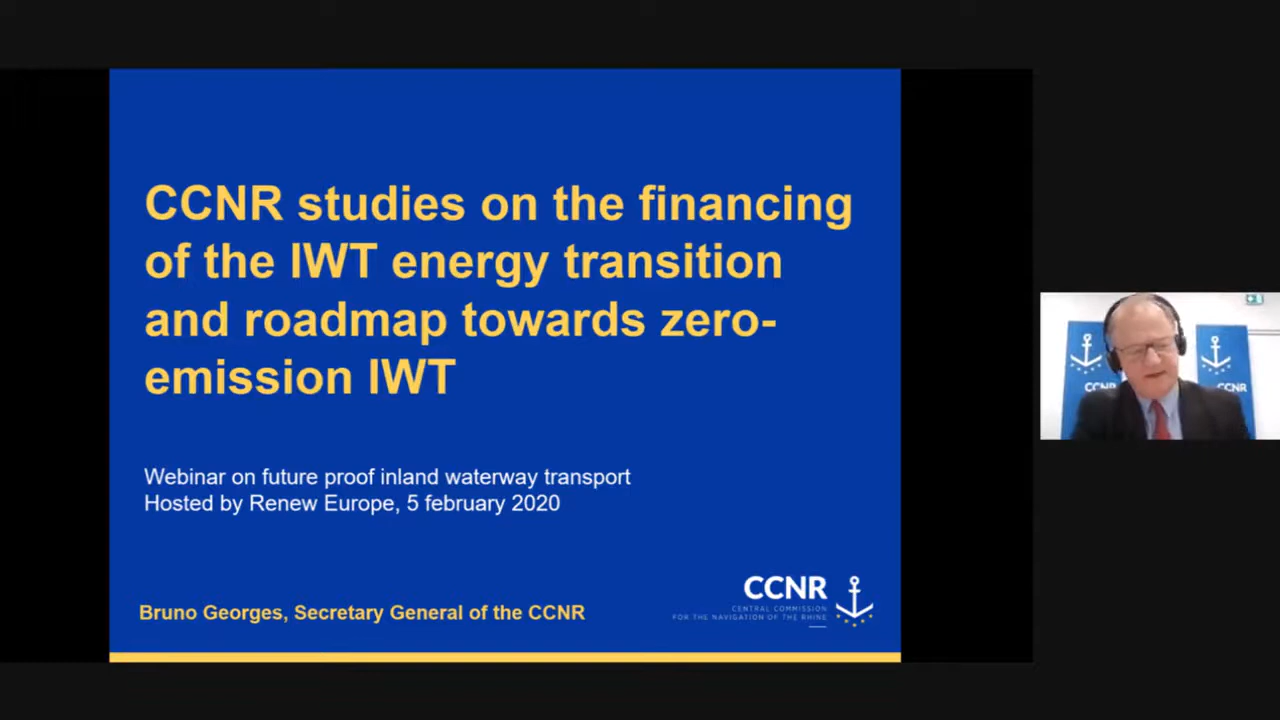 CCNR studies on the financing
of the IWT energy transition
and roadmap towards zero-
emission IWT
Webinar on future proof inland waterway transport
Hosted by Renew Europe, 5 february 2020
Bruno Georges, Secretary General of the CCNR
CCNR
CENTRAL COMMISSION
FOR THE NAVIGATION OF THE RHINE
CCNR
CCNR